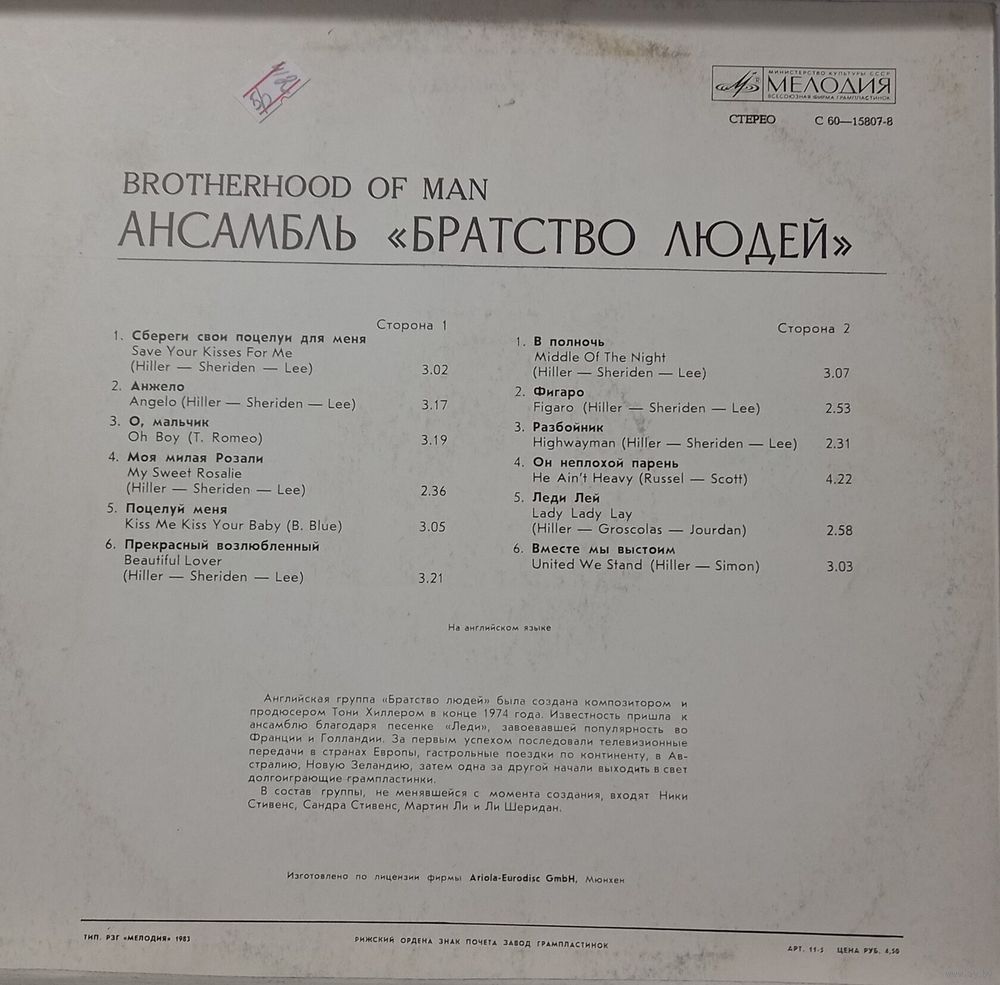 МИНИСТЕРСТВО КУЛЬТУРЫ СССР
МЕЛОДИЯ
ВСЕСОЮЗНАЯ ФИРМА ГРАМПЛАСТИНОК
СТЕРЕО С 60—15807-8
BROTHERHOOD OF MAN
АНСАМБЛЬ «БРАТСТВО ЛЮДЕЙ»
Сторона 1
1. Сбереги свои поцелуи для меня
Save Your Kisses For Me
(Hiller — Sheriden — Lee) 3.02
2. Анжело
Angelo (Hiller — Sheriden — Lee) 3.17
3. О, мальчик
Oh Boy (T. Romeo) 3.19
4. Моя милая Розали
My Sweet Rosalie
(Hiller — Sheriden — Lee) 2.36
5. Поцелуй меня
Kiss Me Kiss Your Baby (B. Blue) 3.05
6. Прекрасный возлюбленный
Beautiful Lover
(Hiller — Sheriden — Lee) 3.21
Сторона 2
1. В полночь
Middle Of The Night
(Hiller — Sheriden — Lee) 3.07
2. Фигаро
Figaro (Hiller — Sheriden — Lee) 2.53
3. Разбойник
Highwayman (Hiller — Sheriden — Lee) 2.31
4. Он неплохой парень
He Ain't Heavy (Russel — Scott) 4.22
5. Леди Лей
Lady Lady Lay
(Hiller — Groscolas — Jourdan) 2.58
6. Вместе мы выстоим
United We Stand (Hiller — Simon) 3.03
На английском языке
Английская группа «Братство людей» была создана композитором и
продюсером Тони Хиллером в конце 1974 года. Известность пришла к
ансамблю благодаря песенке «Леди», завоевавшей популярность во
Франции и Голландии. За первым успехом последовали телевизионные
передачи в странах Европы, гастрольные поездки по континенту, в Ав-
стралию, Новую Зеландию, затем одна за другой начали выходить в свет
долгоиграющие грампластинки.
В состав группы, не менявшейся с момента создания, входят Ники
Стивенс, Сандра Стивенс, Мартин Ли и Ли Шеридан.
Изготовлено по лицензии фирмы Ariola-Eurodisc GmbH, Мюнхен
ТИП. РЗГ «МЕЛОДИЯ» 1983
РИЖСКИЙ ОРДЕНА ЗНАК ПОЧЕТА ЗАВОД ГРАМПЛАСТИНОК
АРТ. 11-5 ЦЕНА РУБ. 4,50